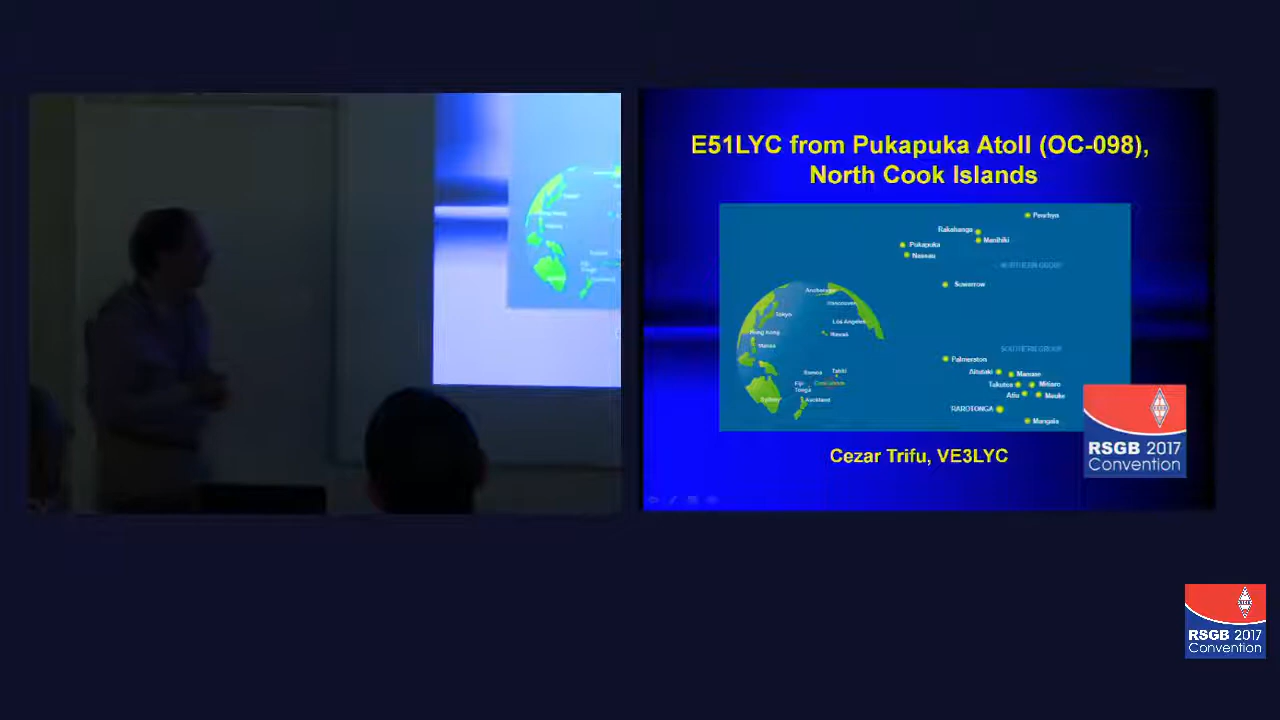 E51LYC from Pukapuka Atoll (OC-098),
North Cook Islands
Penrhyn
Rakahanga
Manihiki
Pukapuka
Nassau
NORTHERN GROUP
Suwarrow
Anchorage
Vancouver
Tokyo
Los Angeles
Hong Kong
Hawaii
Manila
SOUTHERN GROUP
Palmerston
Samoa
Tahiti
Aitutaki
Manuae
Fiji
Takutea
Mitiaro
Tonga
Atiu
Mauke
Sydney
Auckland
RAROTONGA
Mangaia
Cezar Trifu, VE3LYC
RSGB 2017
Convention
RSGB 2017
Convention